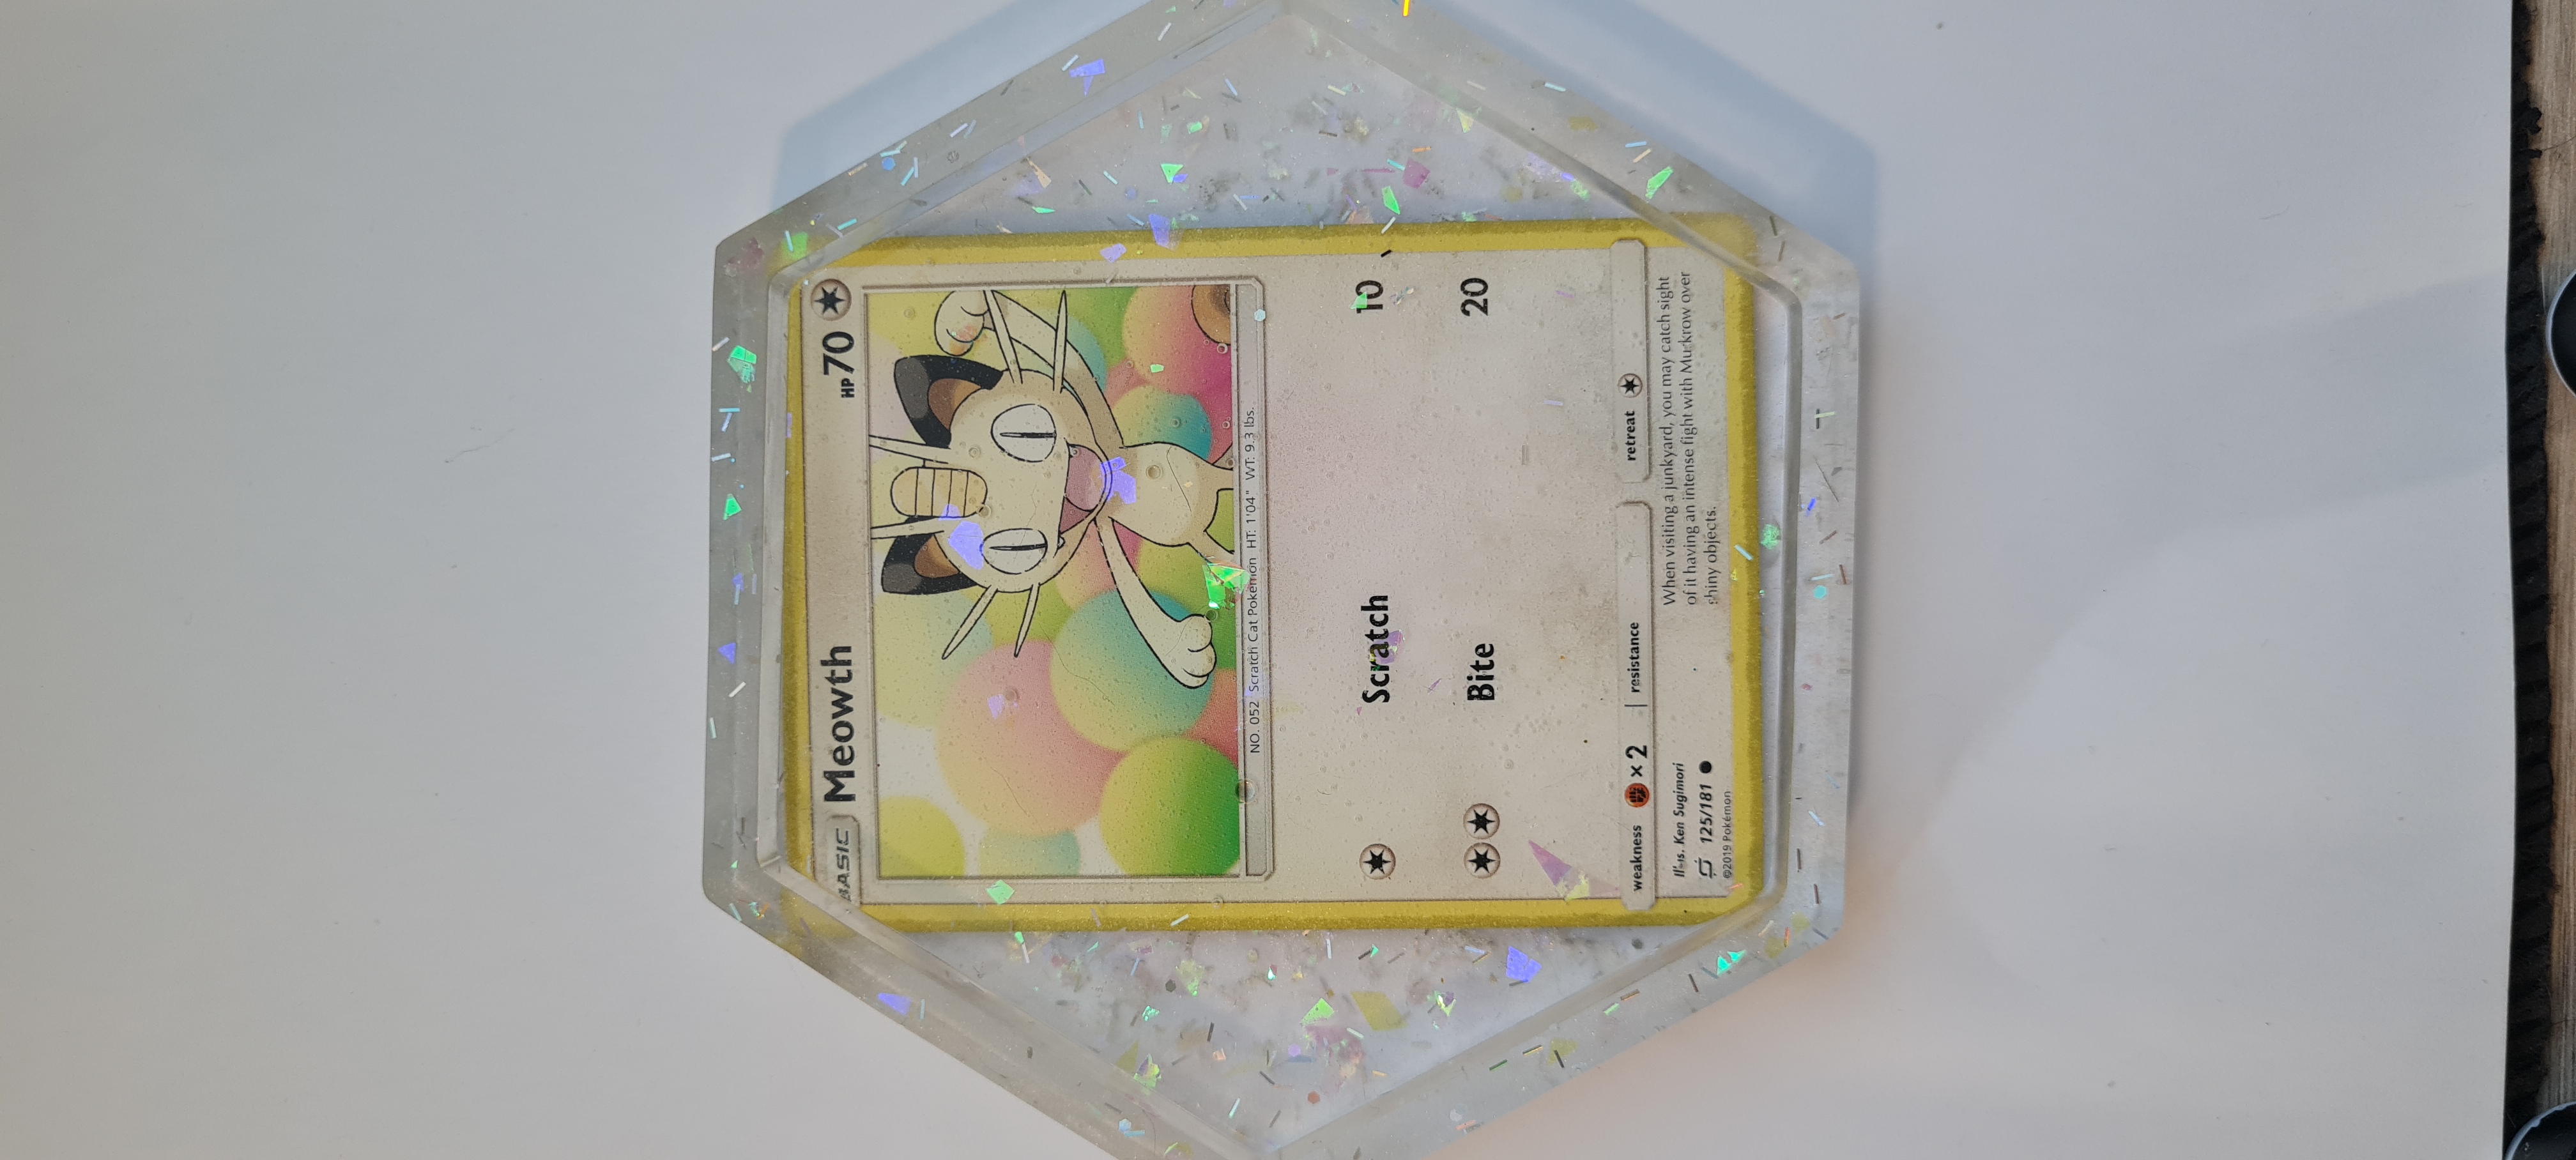 BASIC Meowth HP 70
NO. 052 Scratch Cat Pokémon HT: 1'04" WT: 9.3 lbs.
Scratch 10
Bite 20
weakness ×2 resistance retreat
Illus. Ken Sugimori
125/181
©2019 Pokémon
When visiting a junkyard, you may catch sight
of it having an intense fight with Murkrow over
shiny objects.